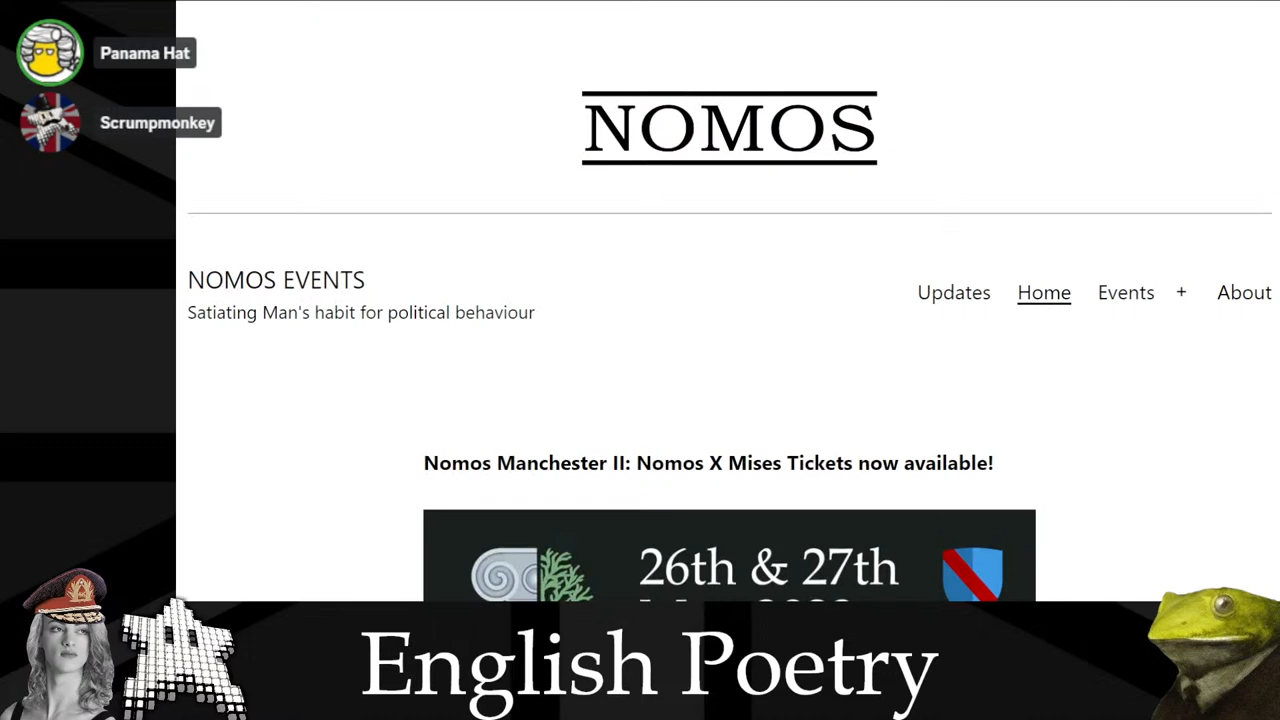 Panama Hat
Scrumpmonkey
NOMOS
NOMOS EVENTS
Satiating Man's habit for political behaviour
Updates Home Events + About
Nomos Manchester II: Nomos X Mises Tickets now available!
26th & 27th
English Poetry